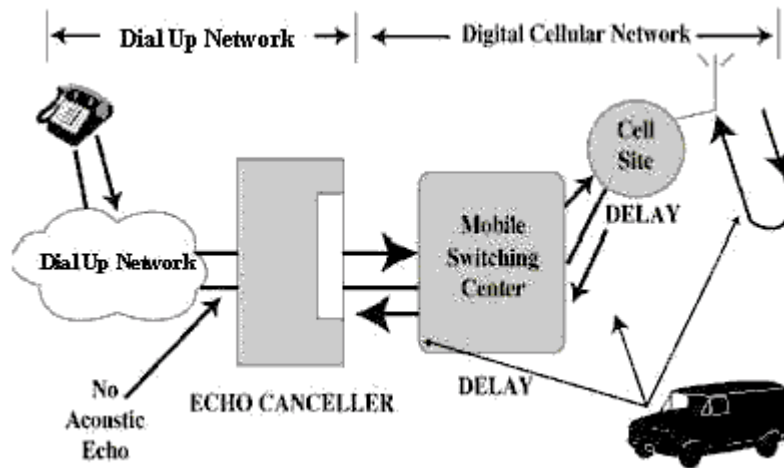 Dial Up Network
Digital Cellular Network
Cell
Site
DELAY
Dial Up Network
Mobile
Switching
Center
No
Acoustic
Echo
ECHO CANCELLER
DELAY